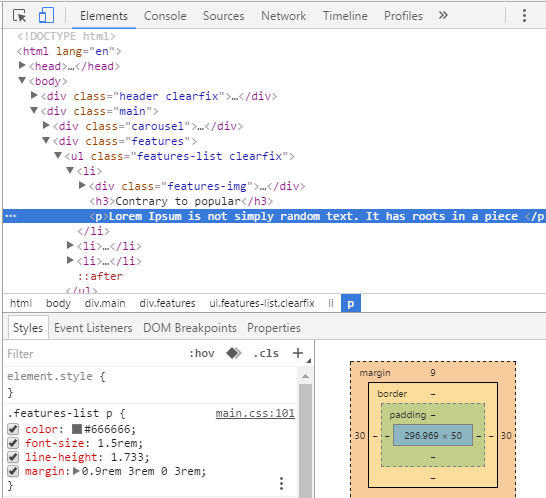 Elements Console Sources Network Timeline Profiles »
<!DOCTYPE html>
<html lang="en">
<head>…</head>
<body>
<div class="header clearfix">…</div>
<div class="main">
<div class="carousel">…</div>
<div class="features">
<ul class="features-list clearfix">
<li>
<div class="features-img">…</div>
<h3>Contrary to popular</h3>
… <p>Lorem Ipsum is not simply random text. It has roots in a piece </p
</li>
<li>…</li>
<li>…</li>
::after
</ul>
html body div.main div.features ul.features-list.clearfix li p
Styles Event Listeners DOM Breakpoints Properties
Filter :hov .cls +
element.style {
}
.features-list p { main.css:101
color: #666666;
font-size: 1.5rem;
line-height: 1.733;
margin: 0.9rem 3rem 0 3rem;
}
margin 9
border –
padding –
30 – – 296.969 × 50 – – 30
–
–